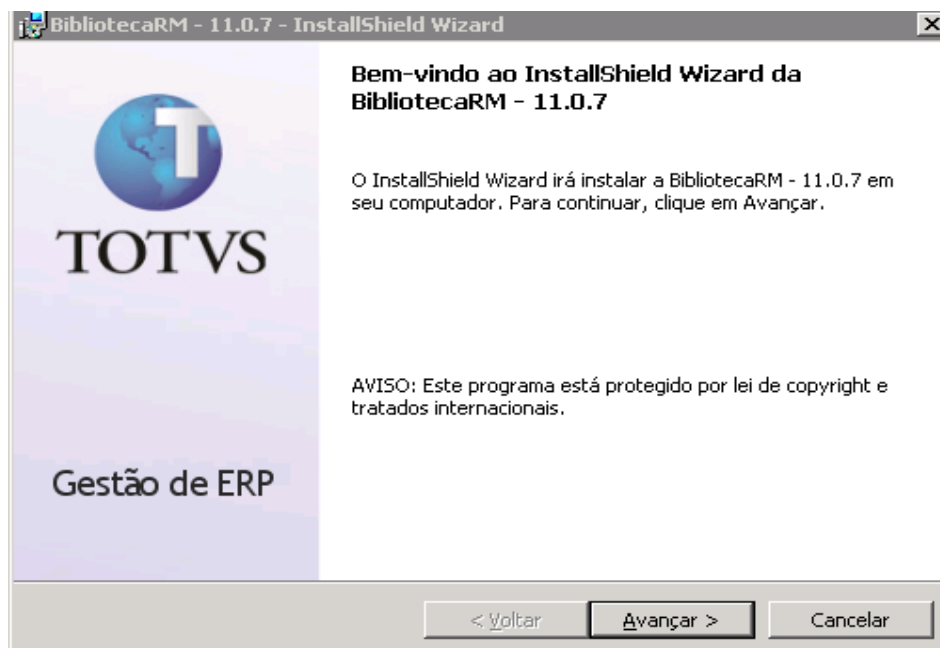 BibliotecaRM - 11.0.7 - InstallShield Wizard
Bem-vindo ao InstallShield Wizard da
BibliotecaRM - 11.0.7
O InstallShield Wizard irá instalar a BibliotecaRM - 11.0.7 em
seu computador. Para continuar, clique em Avançar.
TOTVS
AVISO: Este programa está protegido por lei de copyright e
tratados internacionais.
Gestão de ERP
< Voltar
Avançar >
Cancelar